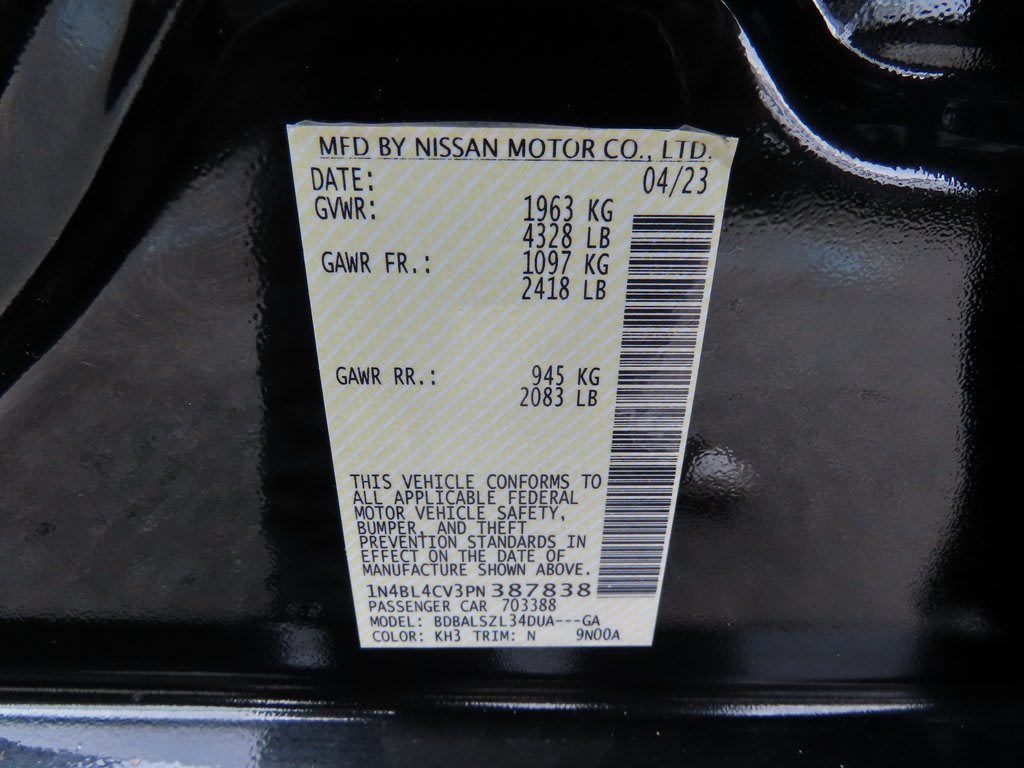 MFD BY NISSAN MOTOR CO., LTD.
DATE: 04/23
GVWR: 1963 KG
4328 LB
GAWR FR.: 1097 KG
2418 LB
GAWR RR.: 945 KG
2083 LB
THIS VEHICLE CONFORMS TO
ALL APPLICABLE FEDERAL
MOTOR VEHICLE SAFETY,
BUMPER, AND THEFT
PREVENTION STANDARDS IN
EFFECT ON THE DATE OF
MANUFACTURE SHOWN ABOVE.
1N4BL4CV3PN387838
PASSENGER CAR 703388
MODEL: BDBALSZL34DUA---GA
COLOR: KH3 TRIM: N 9N00A